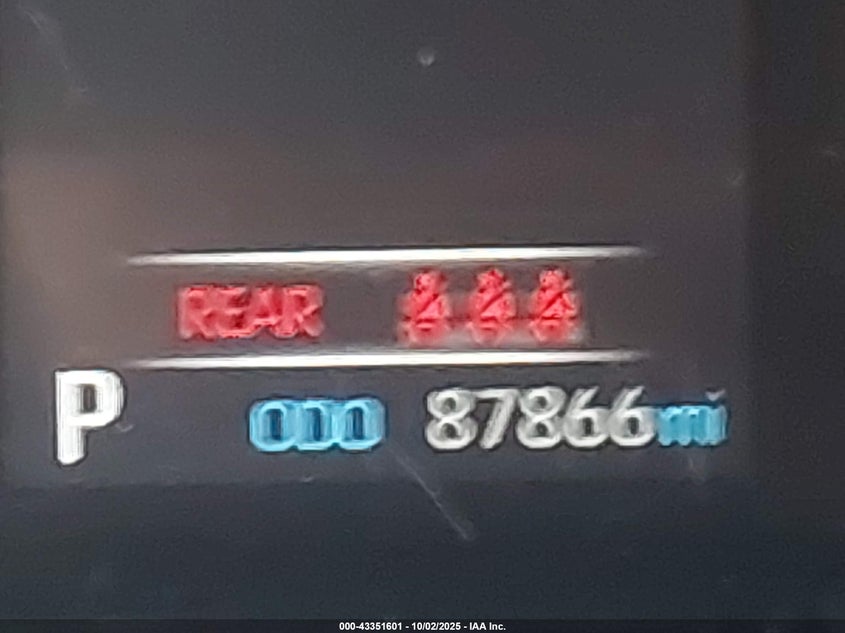 REAR
P ODO 87866mi
000-43351601 - 10/02/2025 - IAA Inc.